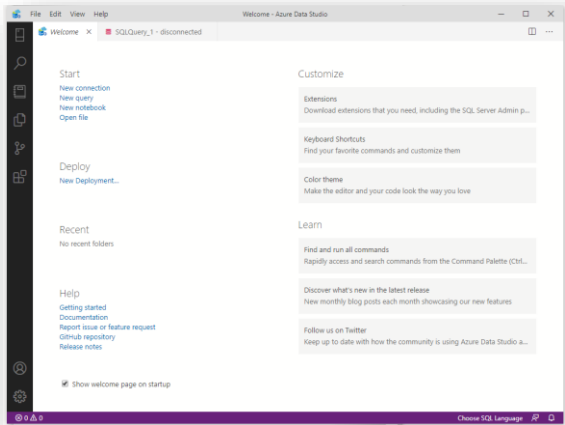 File Edit View Help
Welcome - Azure Data Studio
Welcome
SQLQuery_1 - disconnected
Start
New connection
New query
New notebook
Open file
Deploy
New Deployment...
Recent
No recent folders
Help
Getting started
Documentation
Report issue or feature request
GitHub repository
Release notes
Show welcome page on startup
Customize
Extensions
Download extensions that you need, including the SQL Server Admin p...
Keyboard Shortcuts
Find your favorite commands and customize them
Color theme
Make the editor and your code look the way you love
Learn
Find and run all commands
Rapidly access and search commands from the Command Palette (Ctrl...
Discover what's new in the latest release
New monthly blog posts each month showcasing our new features
Follow us on Twitter
Keep up to date with how the community is using Azure Data Studio a...
0 0
Choose SQL Language